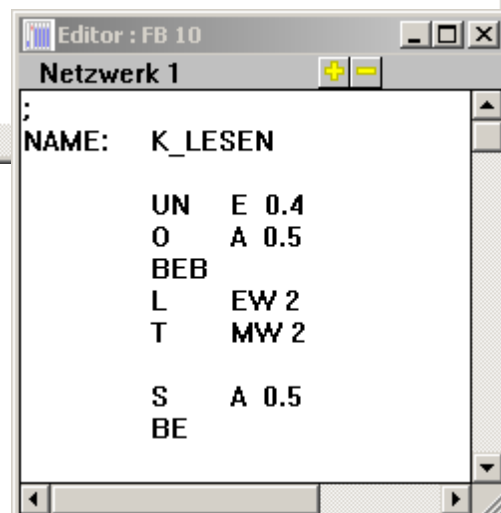 Editor : FB 10
Netzwerk 1
;
NAME: K_LESEN
UN E 0.4
O A 0.5
BEB
L EW 2
T MW 2
S A 0.5
BE